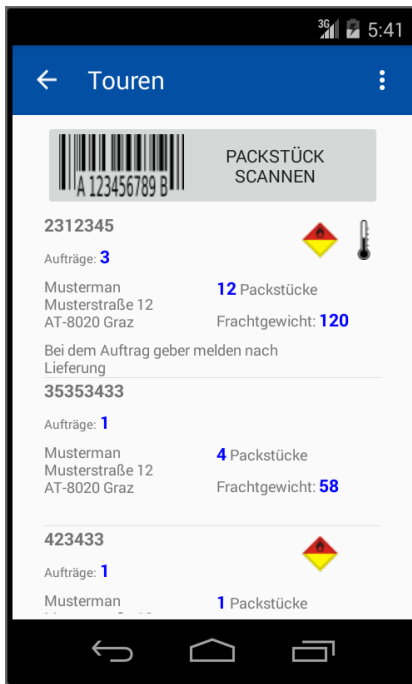 3G 5:41
Touren
A 123456789 B
PACKSTÜCK
SCANNEN
2312345
Aufträge: 3
Musterman
Musterstraße 12
AT-8020 Graz
12 Packstücke
Frachtgewicht: 120
Bei dem Auftrag geber melden nach
Lieferung
35353433
Aufträge: 1
Musterman
Musterstraße 12
AT-8020 Graz
4 Packstücke
Frachtgewicht: 58
423433
Aufträge: 1
Musterman
1 Packstücke